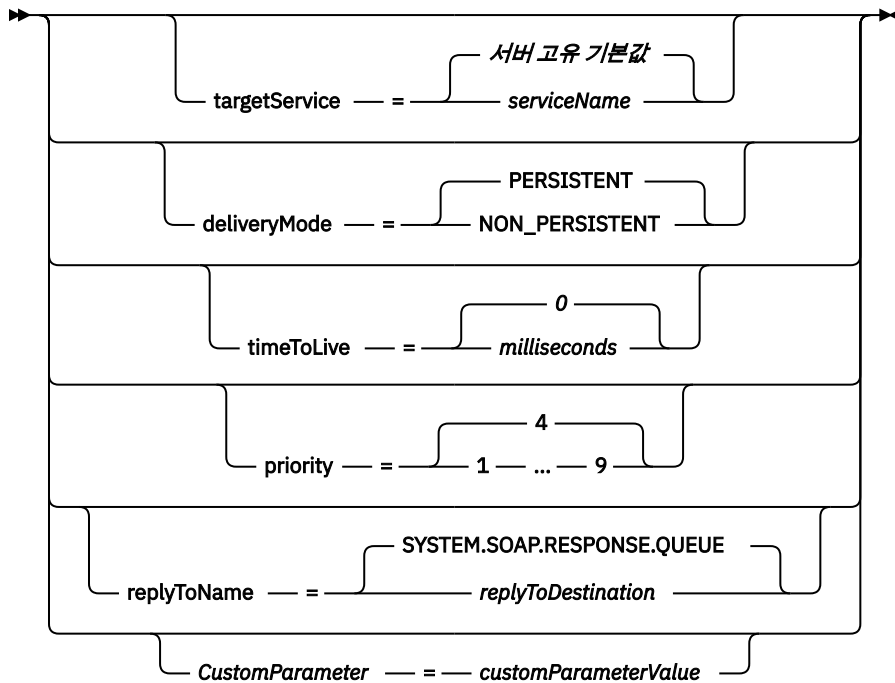 서버 고유 기본값
targetService = serviceName
PERSISTENT
deliveryMode = NON_PERSISTENT
0
timeToLive = milliseconds
4
priority = 1 ... 9
SYSTEM.SOAP.RESPONSE.QUEUE
replyToName = replyToDestination
CustomParameter = customParameterValue